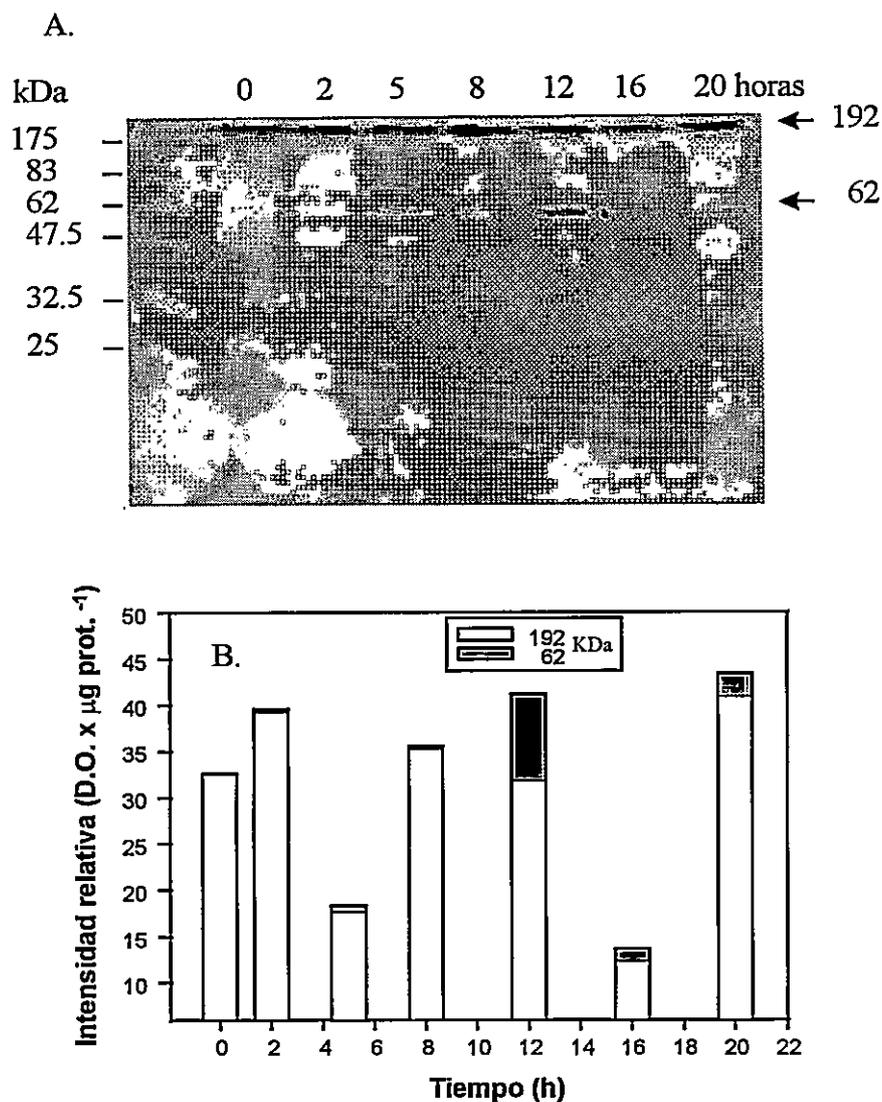 A.
kDa 0 2 5 8 12 16 20 horas
192
175
83
62 62
47.5
32.5
25
50
45
40
35
30
25
20
15
10
B.
192 KDa
62
Intensidad relativa (D.O. x µg prot. -1)
0 2 4 6 8 10 12 14 16 18 20 22
Tiempo (h)